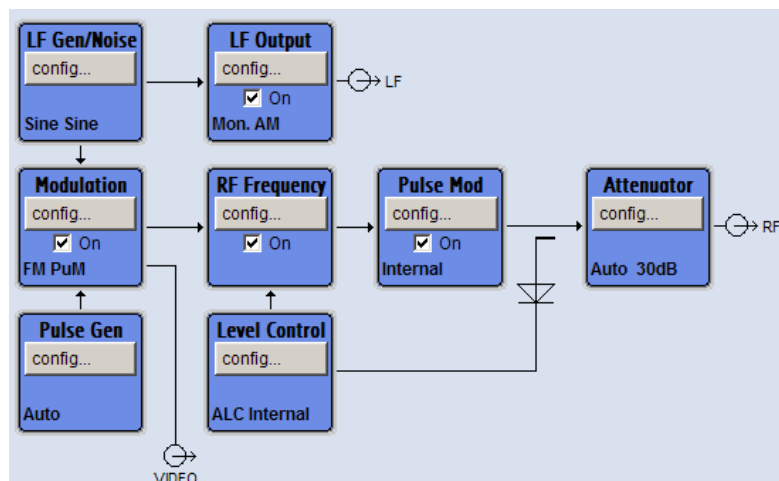 LF Gen/Noise
config...
Sine Sine
LF Output
config...
On
Mon. AM
LF
Modulation
config...
On
FM PuM
RF Frequency
config...
On
Pulse Mod
config...
On
Internal
Attenuator
config...
Auto 30dB
RF
Pulse Gen
config...
Auto
Level Control
config...
ALC Internal
VIDEO